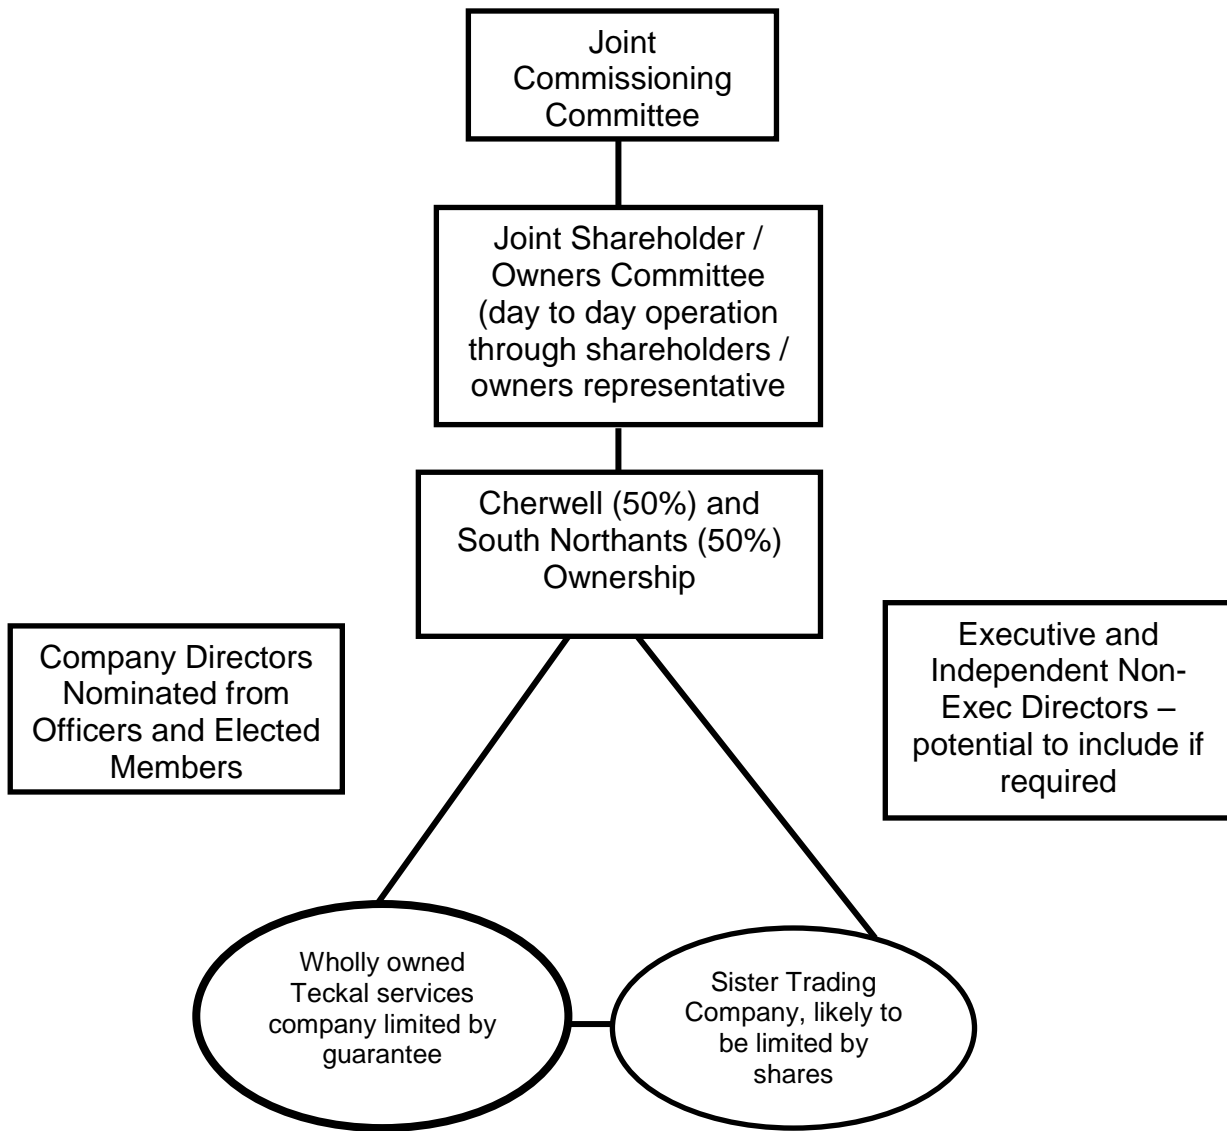 Joint
Commissioning
Committee
Joint Shareholder /
Owners Committee
(day to day operation
through shareholders /
owners representative
Cherwell (50%) and
South Northants (50%)
Ownership
Company Directors
Nominated from
Officers and Elected
Members
Executive and
Independent Non-
Exec Directors –
potential to include if
required
Wholly owned
Teckal services
company limited by
guarantee
Sister Trading
Company, likely to
be limited by
shares